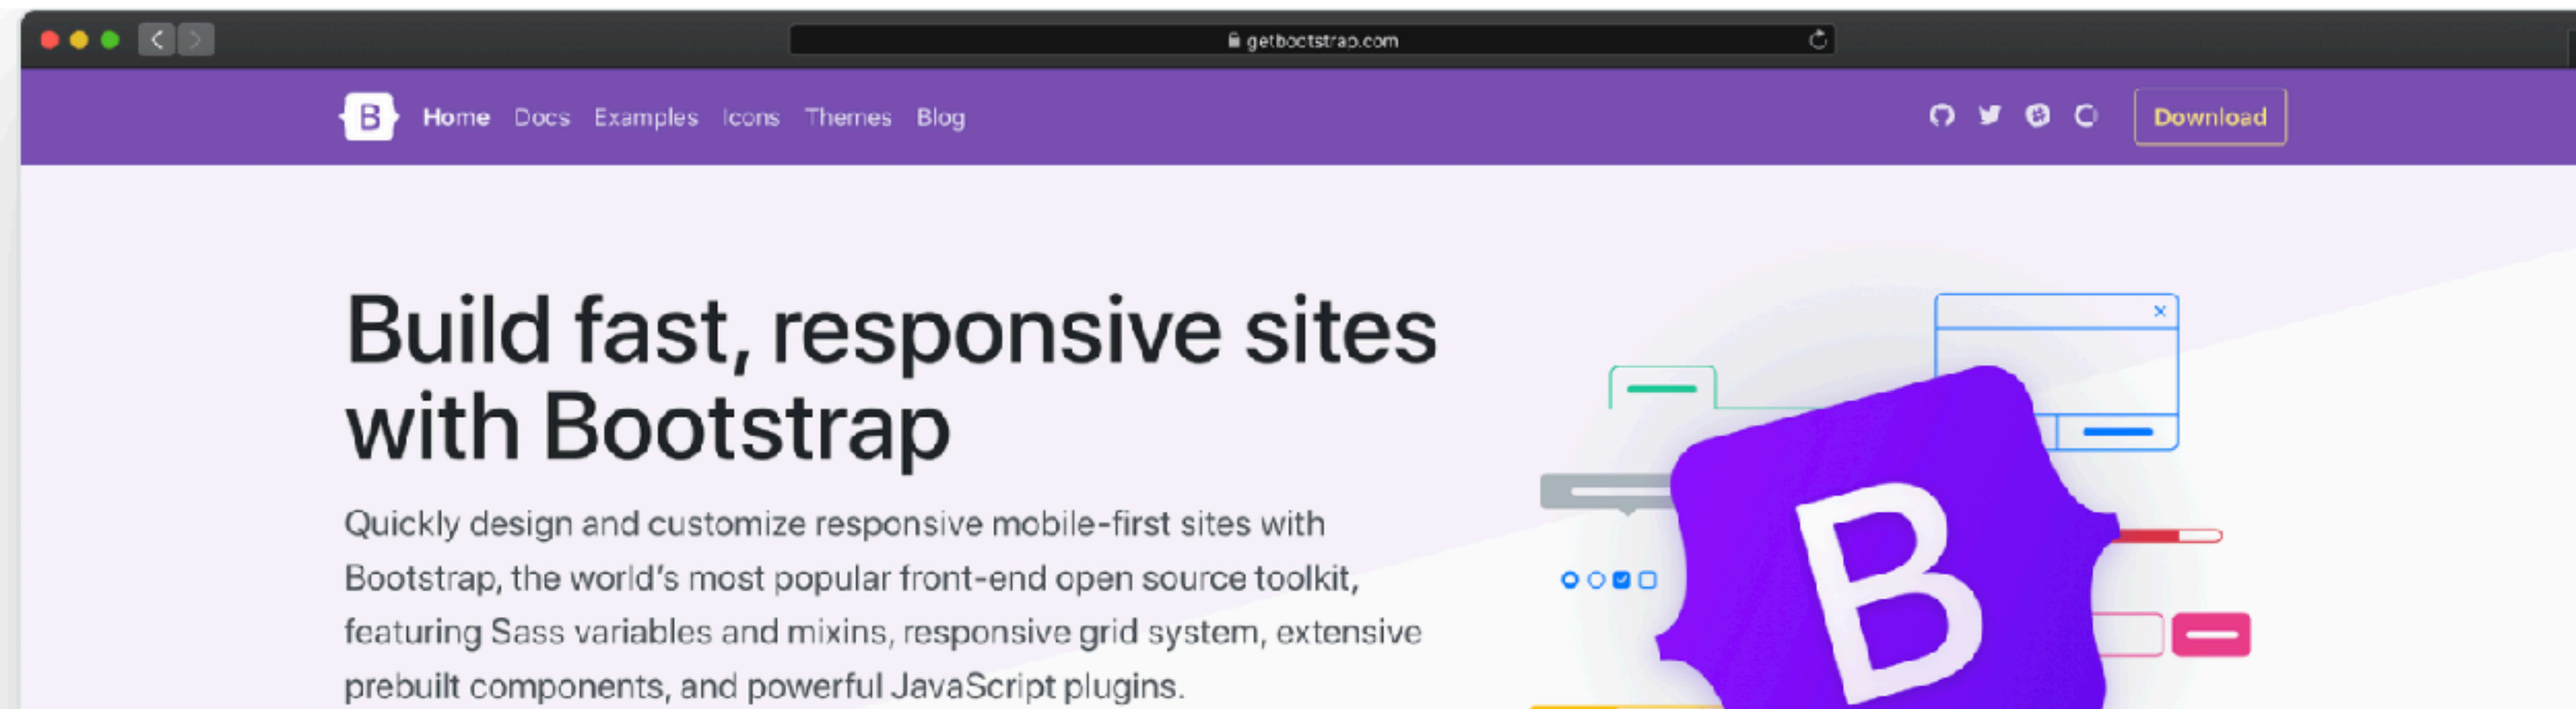 getbootstrap.com
B Home Docs Examples Icons Themes Blog Download
Build fast, responsive sites
with Bootstrap
Quickly design and customize responsive mobile-first sites with
Bootstrap, the world's most popular front-end open source toolkit,
featuring Sass variables and mixins, responsive grid system, extensive
prebuilt components, and powerful JavaScript plugins.
B